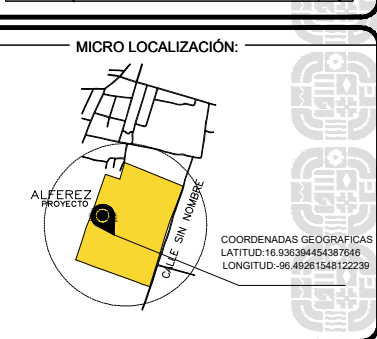 MICRO LOCALIZACIÓN:
ALFEREZ
PROYECTO
CALLE SIN NOMBRE
COORDENADAS GEOGRAFICAS
LATITUD:16.936394454387646
LONGITUD:-96.49261548122239